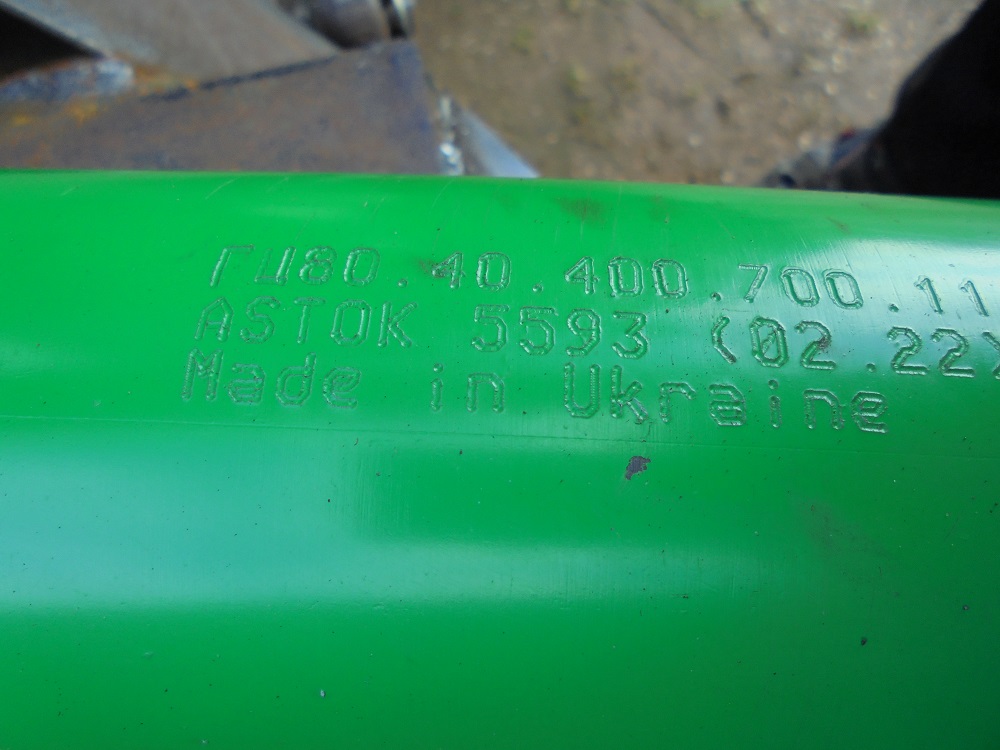 ГЦ80.40.400.700.11
ASTOK 5593 (02.22)
Made in Ukraine